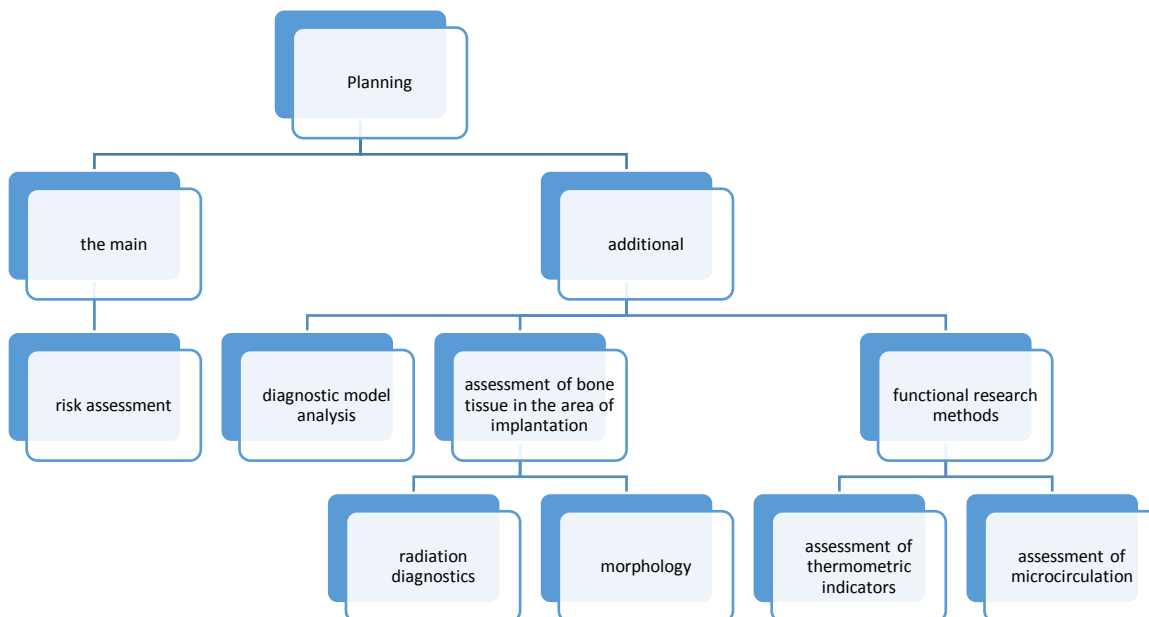 Planning
the main
additional
risk assessment
diagnostic model
analysis
assessment of bone
tissue in the area of
implantation
functional research
methods
radiation
diagnostics
morphology
assessment of
thermometric
indicators
assessment of
microcirculation